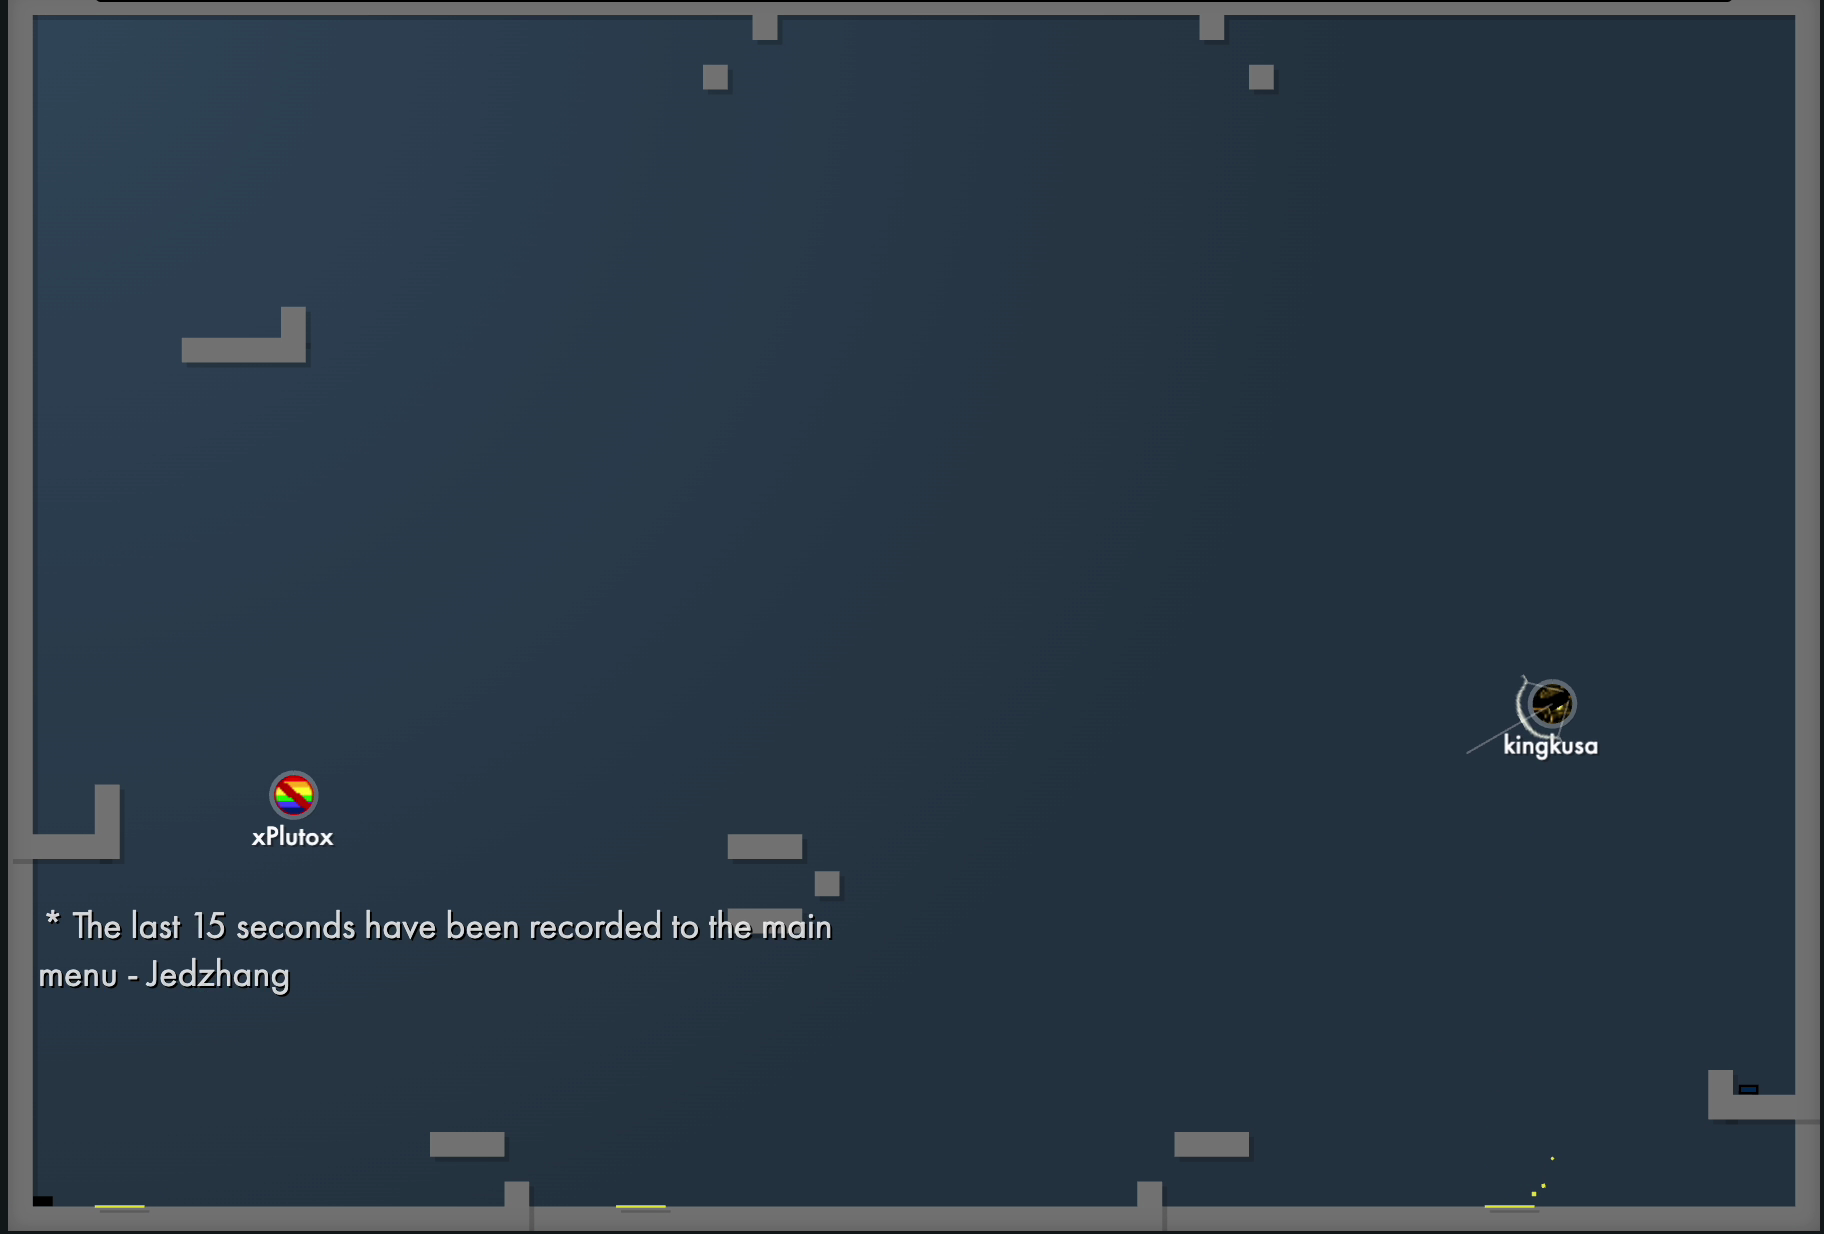 kingkusa
xPlutox
* The last 15 seconds have been recorded to the main
menu - Jedzhang